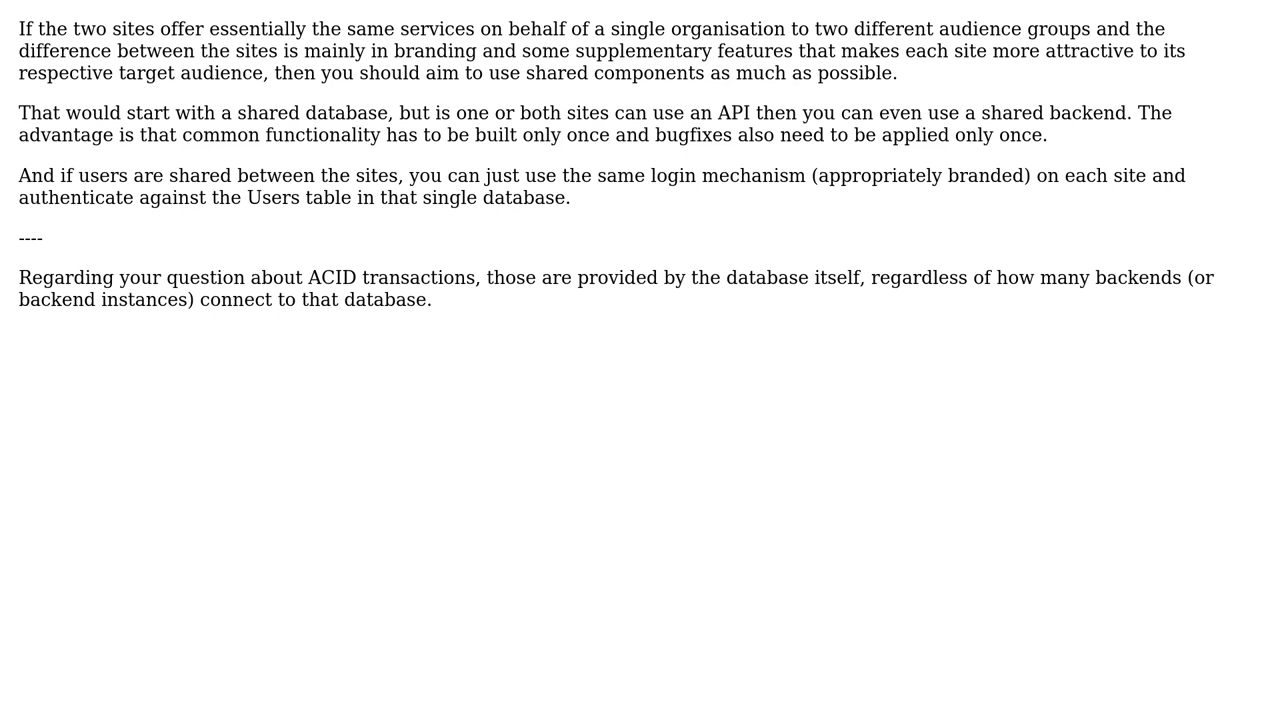 If the two sites offer essentially the same services on behalf of a single organisation to two different audience groups and the
difference between the sites is mainly in branding and some supplementary features that makes each site more attractive to its
respective target audience, then you should aim to use shared components as much as possible.
That would start with a shared database, but is one or both sites can use an API then you can even use a shared backend. The
advantage is that common functionality has to be built only once and bugfixes also need to be applied only once.
And if users are shared between the sites, you can just use the same login mechanism (appropriately branded) on each site and
authenticate against the Users table in that single database.
----
Regarding your question about ACID transactions, those are provided by the database itself, regardless of how many backends (or
backend instances) connect to that database.